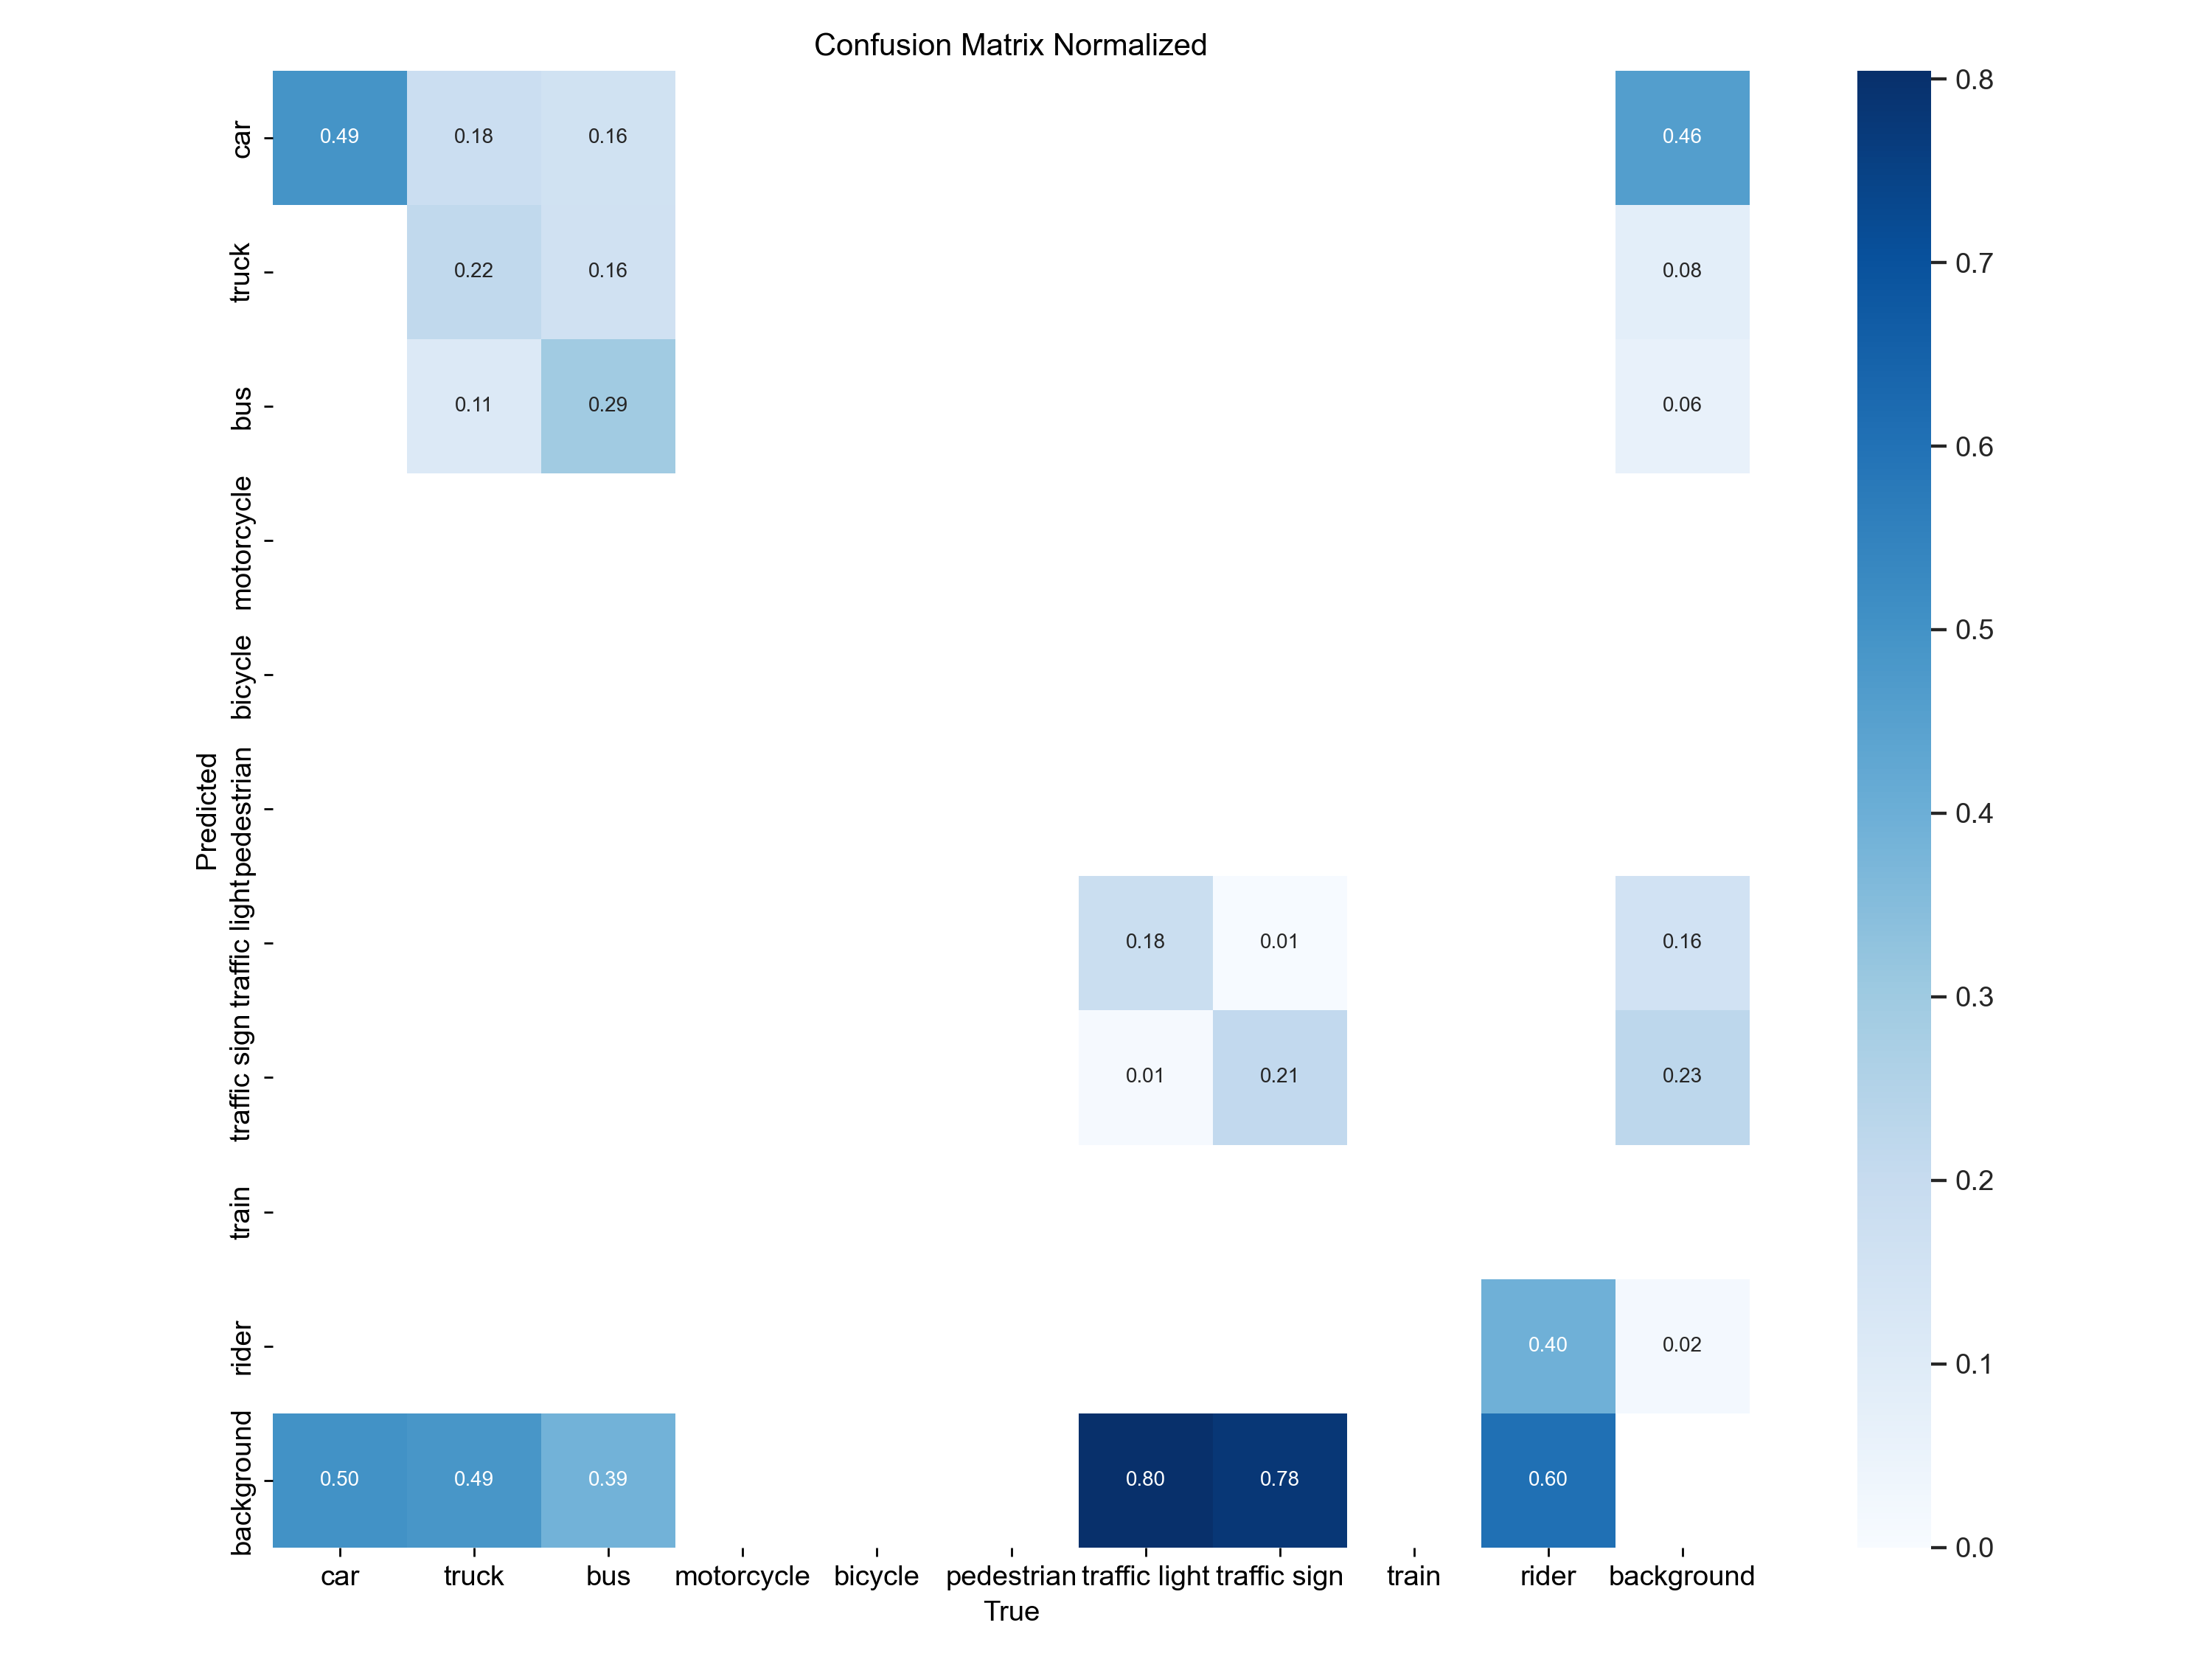 Confusion Matrix Normalized
car 0.49 0.18 0.16 0.46
truck 0.22 0.16 0.08
bus 0.11 0.29 0.06
motorcycle
bicycle
pedestrian
traffic light 0.18 0.01 0.16
traffic sign 0.01 0.21 0.23
train
rider 0.40 0.02
background 0.50 0.49 0.39 0.80 0.78 0.60
Predicted
car truck bus motorcycle bicycle pedestrian traffic light traffic sign train rider background
True
0.8
0.7
0.6
0.5
0.4
0.3
0.2
0.1
0.0